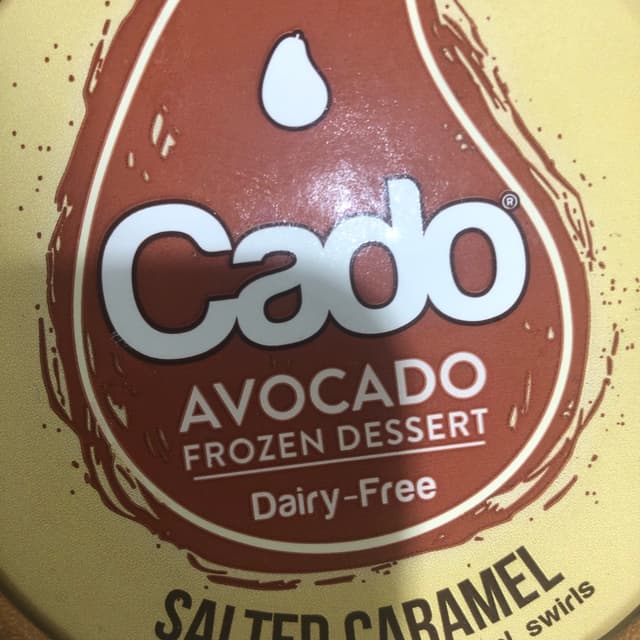 Cado®
AVOCADO
FROZEN DESSERT
Dairy-Free
SALTED CARAMEL
swirls